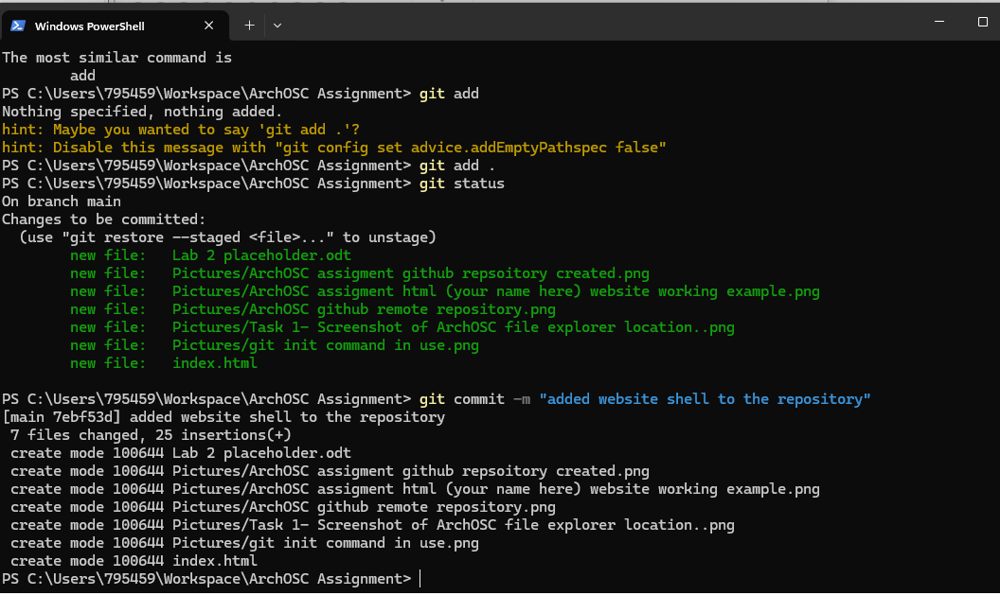 Windows PowerShell
The most similar command is
        add
PS C:\Users\795459\Workspace\ArchOSC Assignment> git add
Nothing specified, nothing added.
hint: Maybe you wanted to say 'git add .'?
hint: Disable this message with "git config set advice.addEmptyPathspec false"
PS C:\Users\795459\Workspace\ArchOSC Assignment> git add .
PS C:\Users\795459\Workspace\ArchOSC Assignment> git status
On branch main
Changes to be committed:
  (use "git restore --staged <file>..." to unstage)
        new file:   Lab 2 placeholder.odt
        new file:   Pictures/ArchOSC assigment github repsoitory created.png
        new file:   Pictures/ArchOSC assigment html (your name here) website working example.png
        new file:   Pictures/ArchOSC github remote repository.png
        new file:   Pictures/Task 1- Screenshot of ArchOSC file explorer location..png
        new file:   Pictures/git init command in use.png
        new file:   index.html
PS C:\Users\795459\Workspace\ArchOSC Assignment> git commit -m "added website shell to the repository"
[main 7ebf53d] added website shell to the repository
 7 files changed, 25 insertions(+)
 create mode 100644 Lab 2 placeholder.odt
 create mode 100644 Pictures/ArchOSC assigment github repsoitory created.png
 create mode 100644 Pictures/ArchOSC assigment html (your name here) website working example.png
 create mode 100644 Pictures/ArchOSC github remote repository.png
 create mode 100644 Pictures/Task 1- Screenshot of ArchOSC file explorer location..png
 create mode 100644 Pictures/git init command in use.png
 create mode 100644 index.html
PS C:\Users\795459\Workspace\ArchOSC Assignment>